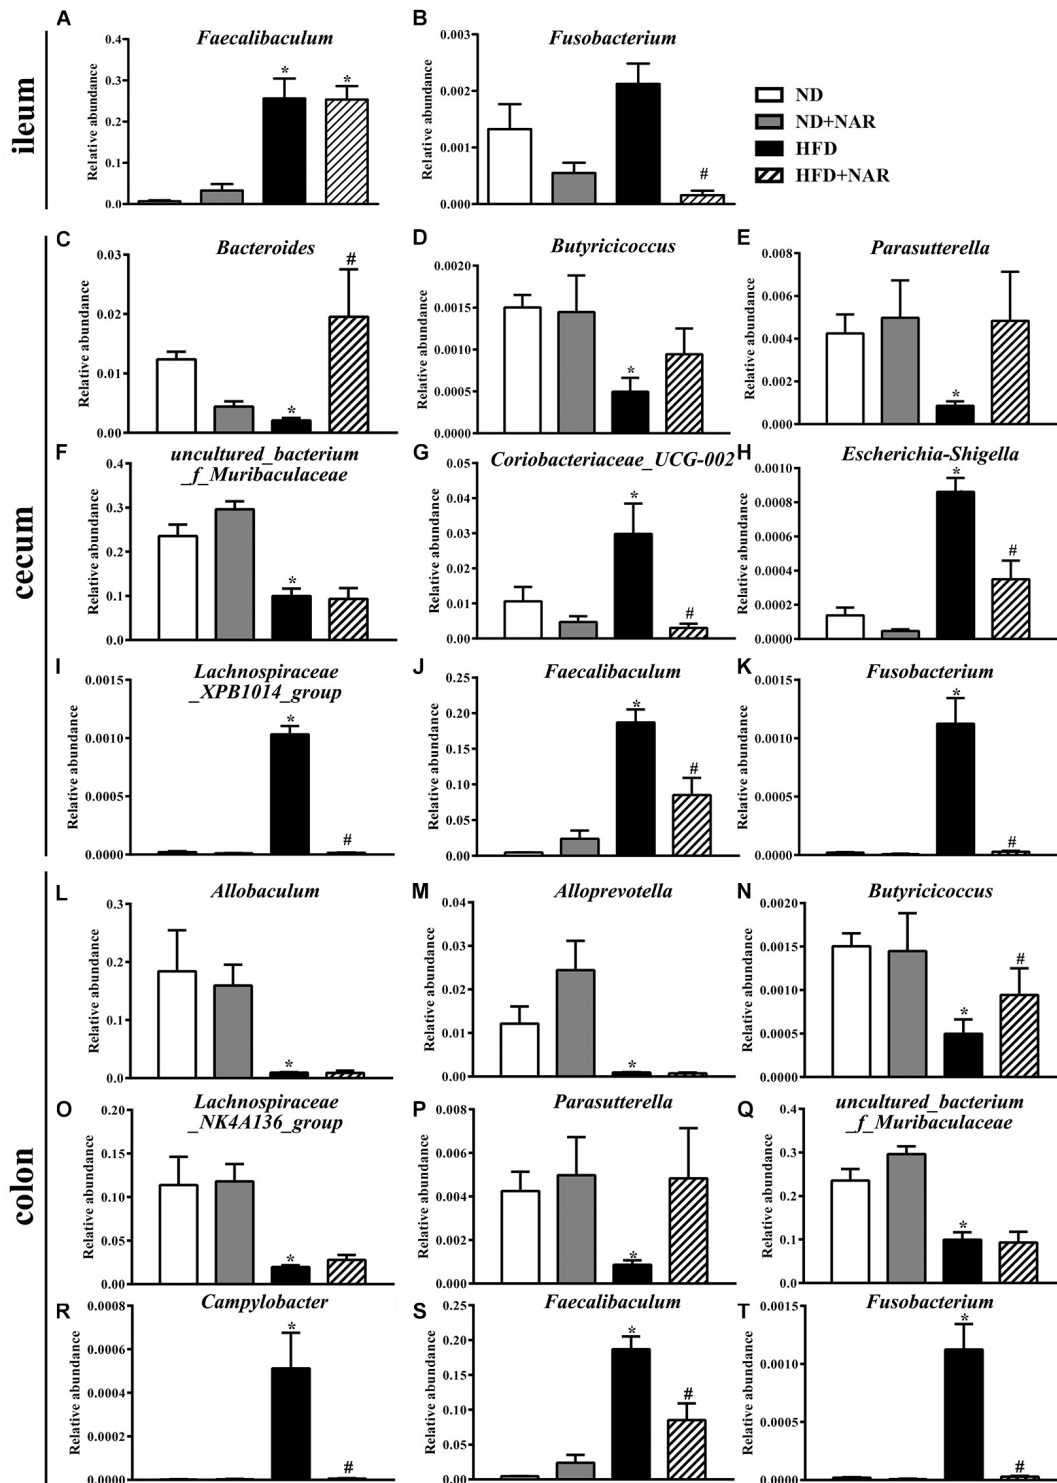 ileum
A
Faecalibaculum
Relative abundance
0.4
0.3
0.2
0.1
0.0
*
*
B
Fusobacterium
Relative abundance
0.003
0.002
0.001
0.000
#
ND
ND+NAR
HFD
HFD+NAR
cecum
C
Bacteroides
Relative abundance
0.03
0.02
0.01
0.00
*
#
D
Butyricicoccus
Relative abundance
0.0020
0.0015
0.0010
0.0005
0.0000
*
E
Parasutterella
Relative abundance
0.008
0.006
0.004
0.002
0.000
*
F
uncultured_bacterium
_f_Muribaculaceae
Relative abundance
0.4
0.3
0.2
0.1
0.0
*
G
Coriobacteriaceae_UCG-002
Relative abundance
0.05
0.04
0.03
0.02
0.01
0.00
*
#
H
Escherichia-Shigella
Relative abundance
0.0010
0.0008
0.0006
0.0004
0.0002
0.0000
*
#
I
Lachnospiraceae
_XPB1014_group
Relative abundance
0.0015
0.0010
0.0005
0.0000
*
#
J
Faecalibaculum
Relative abundance
0.25
0.20
0.15
0.10
0.05
0.00
*
#
K
Fusobacterium
Relative abundance
0.0015
0.0010
0.0005
0.0000
*
#
colon
L
Allobaculum
Relative abundance
0.3
0.2
0.1
0.0
*
M
Alloprevotella
Relative abundance
0.04
0.03
0.02
0.01
0.00
*
N
Butyricicoccus
Relative abundance
0.0020
0.0015
0.0010
0.0005
0.0000
*
#
O
Lachnospiraceae
_NK4A136_group
Relative abundance
0.20
0.15
0.10
0.05
0.00
*
P
Parasutterella
Relative abundance
0.008
0.006
0.004
0.002
0.000
*
Q
uncultured_bacterium
_f_Muribaculaceae
Relative abundance
0.4
0.3
0.2
0.1
0.0
*
R
Campylobacter
Relative abundance
0.0008
0.0006
0.0004
0.0002
0.0000
*
#
S
Faecalibaculum
Relative abundance
0.25
0.20
0.15
0.10
0.05
0.00
*
#
T
Fusobacterium
Relative abundance
0.0015
0.0010
0.0005
0.0000
*
#